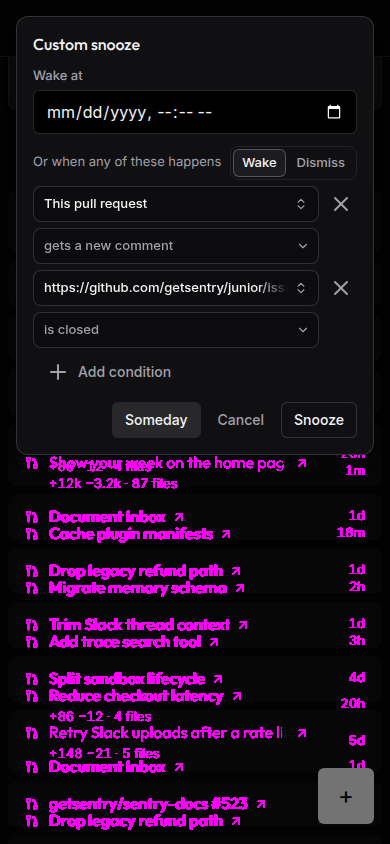 Custom snooze
Wake at
mm/dd/yyyy, --:-- --
Or when any of these happens
Wake
Dismiss
This pull request
gets a new comment
https://github.com/getsentry/junior/iss
is closed
Add condition
Someday
Cancel
Snooze
Show your week on the home pag
1m
+12k −3.2k · 87 files
Document Inbox 1d
Cache plugin manifests 18m
Drop legacy refund path 1d
Migrate memory schema 2h
Trim Slack thread context 1d
Add trace search tool 3h
Split sandbox lifecycle 4d
Reduce checkout latency 20h
+86 −12 · 4 files
Retry Slack uploads after a rate li 5d
+148 −21 · 5 files
Document Inbox 1d
getsentry/sentry-docs #523
Drop legacy refund path
+